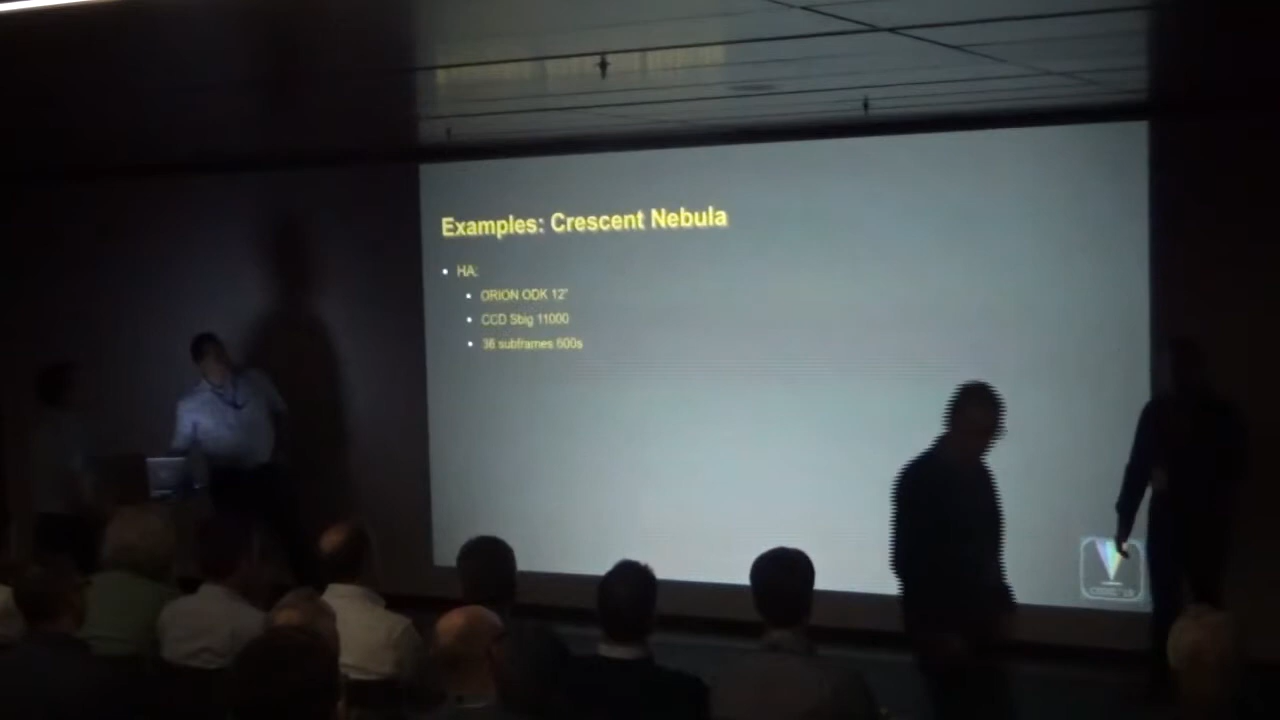 Examples: Crescent Nebula
HA:
ORION ODK 12"
CCD Sbig 11000
36 subframes 600s